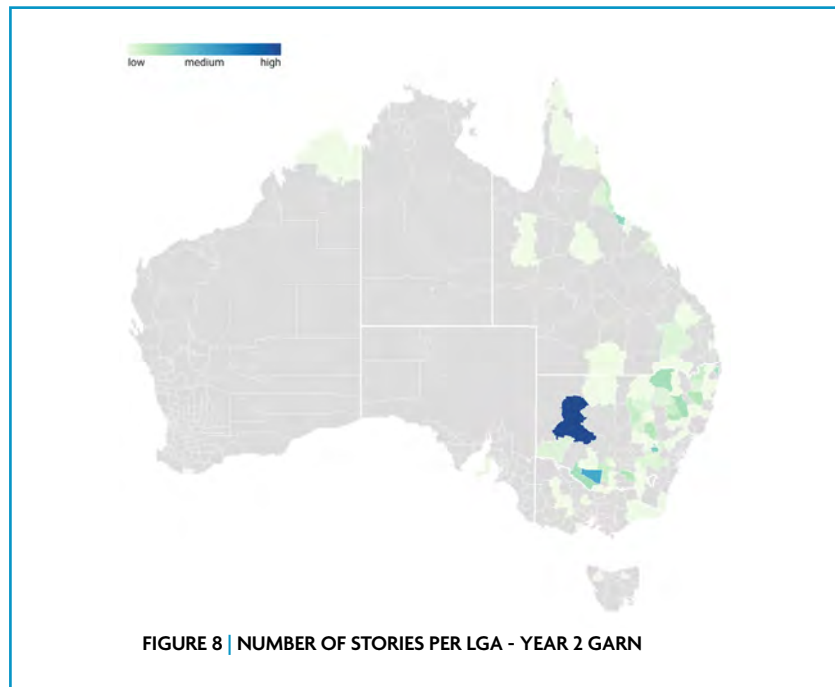 low medium high
FIGURE 8 | NUMBER OF STORIES PER LGA - YEAR 2 GARN